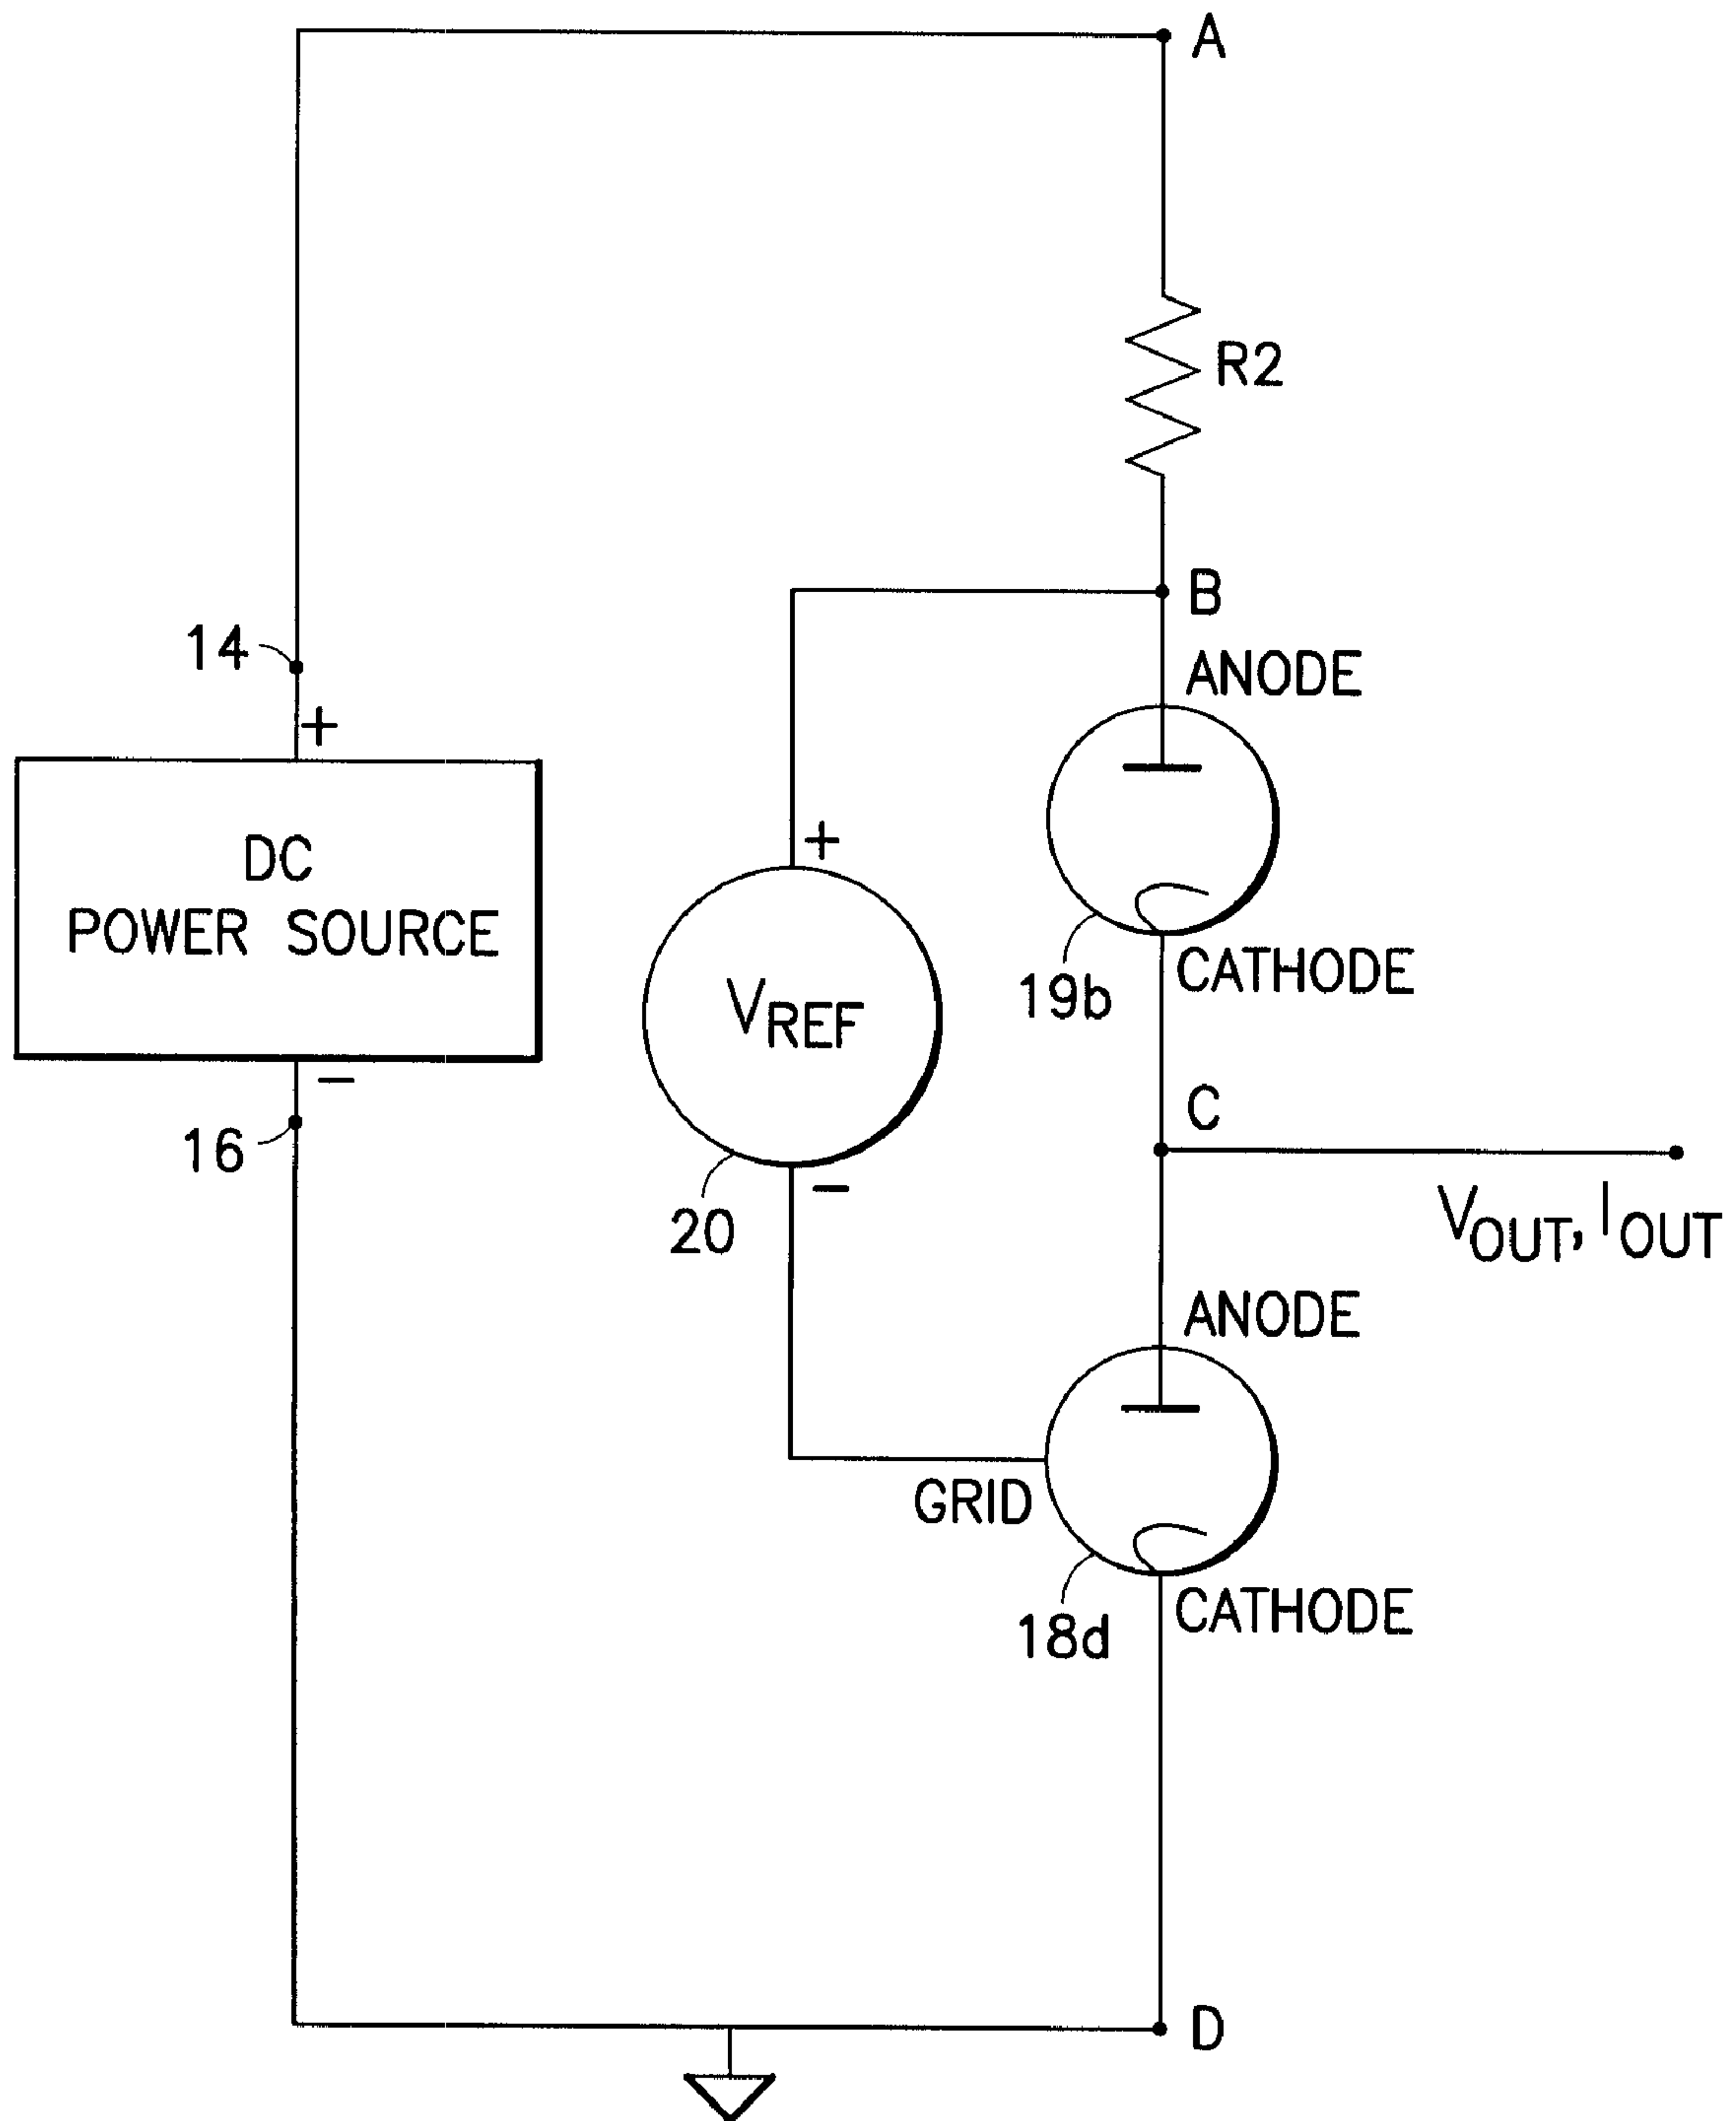 A
R2
B
14
ANODE
+
+
DC
POWER SOURCE
CATHODE
19b
VREF
−
C
16
−
20
VOUT, IOUT
ANODE
GRID
CATHODE
18d
D